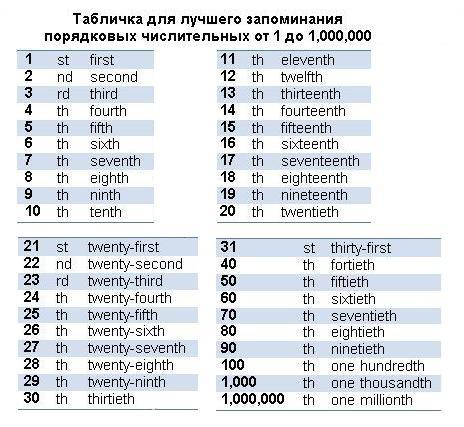 Табличка для лучшего запоминания
порядковых числительных от 1 до 1,000,000
1 st first
2 nd second
3 rd third
4 th fourth
5 th fifth
6 th sixth
7 th seventh
8 th eighth
9 th ninth
10 th tenth
11 th eleventh
12 th twelfth
13 th thirteenth
14 th fourteenth
15 th fifteenth
16 th sixteenth
17 th seventeenth
18 th eighteenth
19 th nineteenth
20 th twentieth
21 st twenty-first
22 nd twenty-second
23 rd twenty-third
24 th twenty-fourth
25 th twenty-fifth
26 th twenty-sixth
27 th twenty-seventh
28 th twenty-eighth
29 th twenty-ninth
30 th thirtieth
31 st thirty-first
40 th fortieth
50 th fiftieth
60 th sixtieth
70 th seventieth
80 th eightieth
90 th ninetieth
100 th one hundredth
1,000 th one thousandth
1,000,000 th one millionth